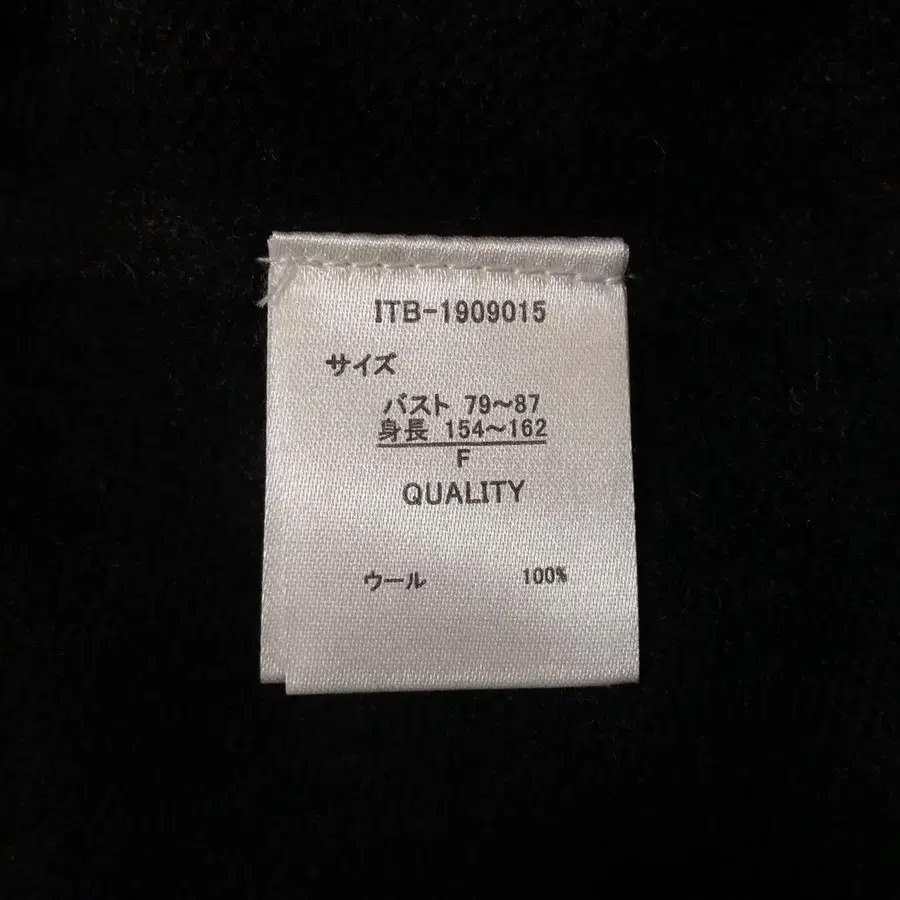 ITB-1909015
サイズ
バスト 79～87
身長 154～162
F
QUALITY
ウール 100%